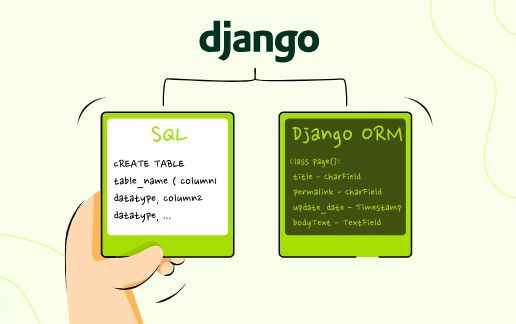 django
SQL
CREATE TABLE
table_name ( column1
datatype, column2
datatype, ...
Django ORM
Class page():
title - CharField
permalink - CharField
update_date - Timestamp
bodyText - TextField